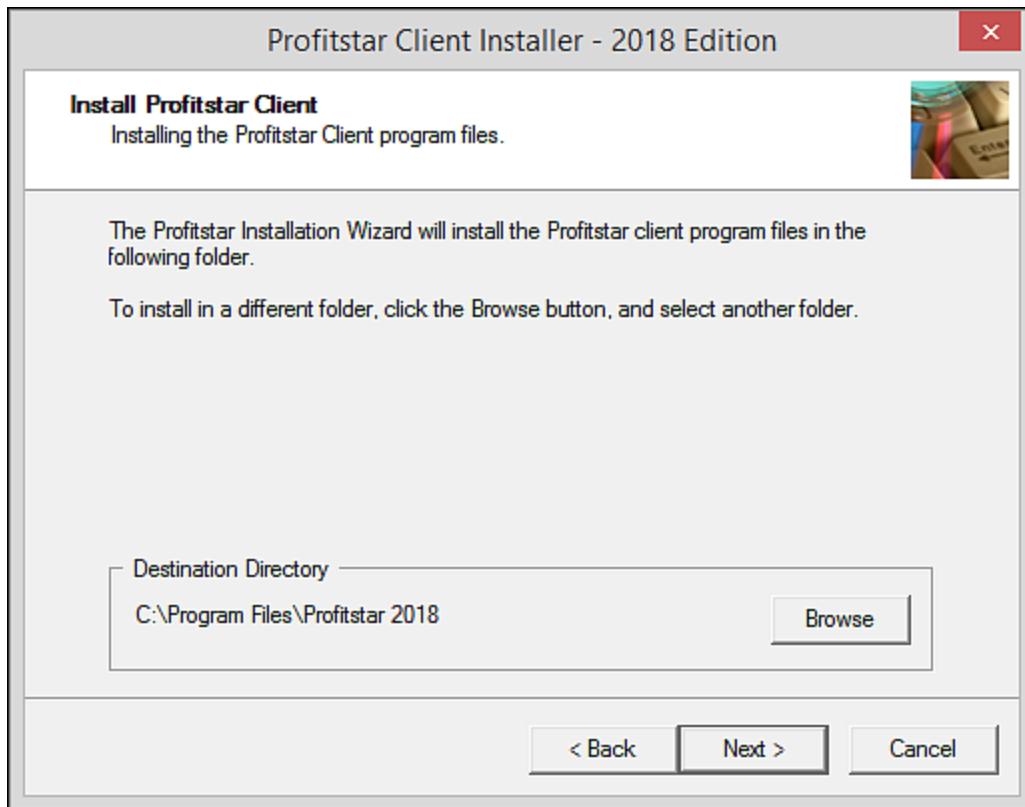 Profitstar Client Installer - 2018 Edition
Install Profitstar Client
Installing the Profitstar Client program files.
Enter
The Profitstar Installation Wizard will install the Profitstar client program files in the
following folder.
To install in a different folder, click the Browse button, and select another folder.
Destination Directory
C:\Program Files\Profitstar 2018
Browse
< Back
Next >
Cancel